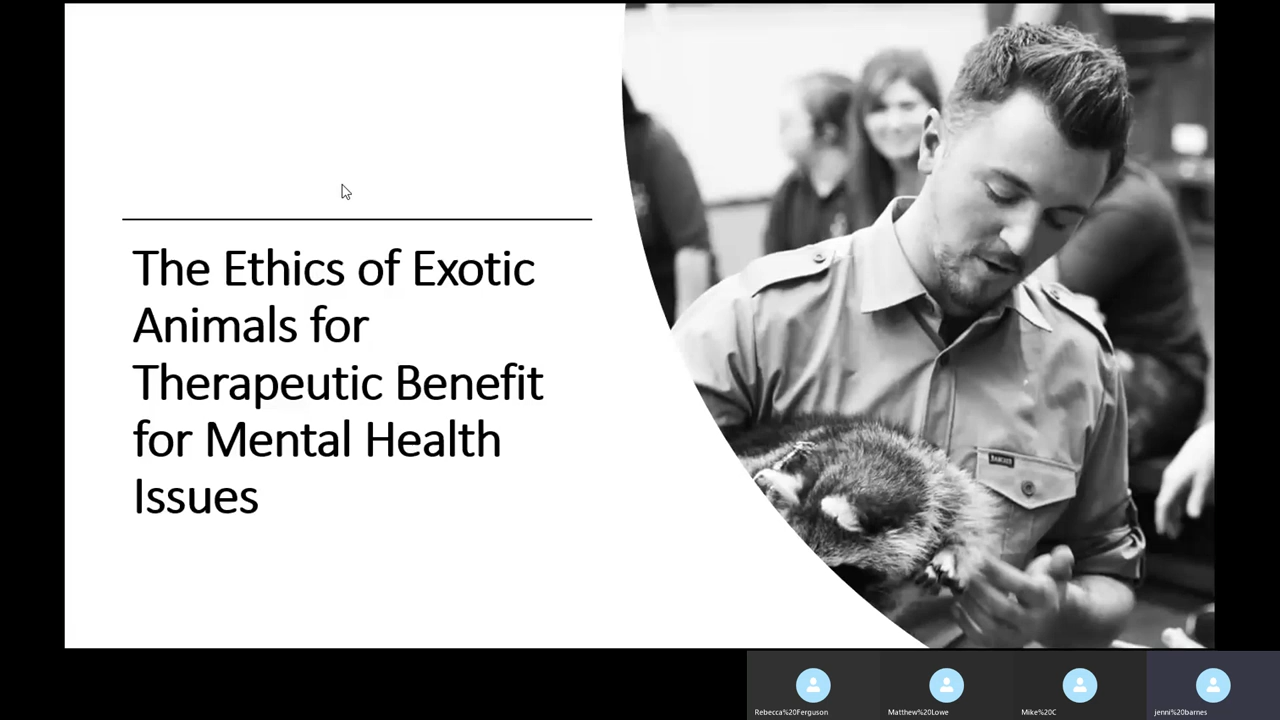 The Ethics of Exotic
Animals for
Therapeutic Benefit
for Mental Health
Issues
Rebecca%20Ferguson
Matthew%20Lowe
Mike%20C
jenni%20barnes